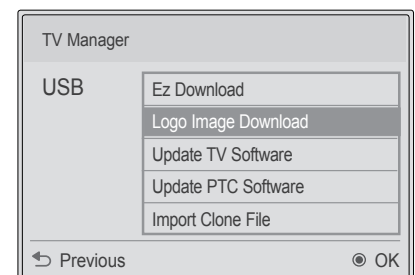 TV Manager
USB
Ez Download
Logo Image Download
Update TV Software
Update PTC Software
Import Clone File
Previous
OK